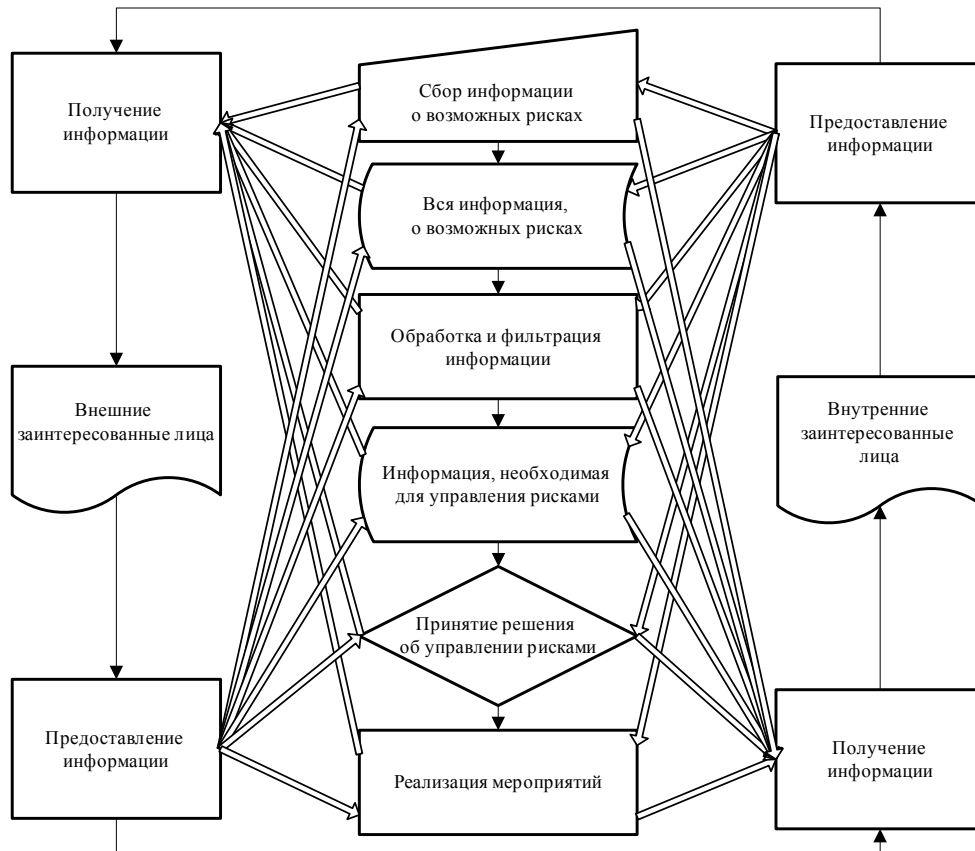 Получение
информации
Сбор информации
о возможных рисках
Предоставление
информации
Вся информация,
о возможных рисках
Обработка и фильтрация
информации
Внешние
заинтересованные лица
Информация, необходимая
для управления рисками
Внутренние
заинтересованные
лица
Принятие решения
об управлении рисками
Предоставление
информации
Реализация мероприятий
Получение
информации